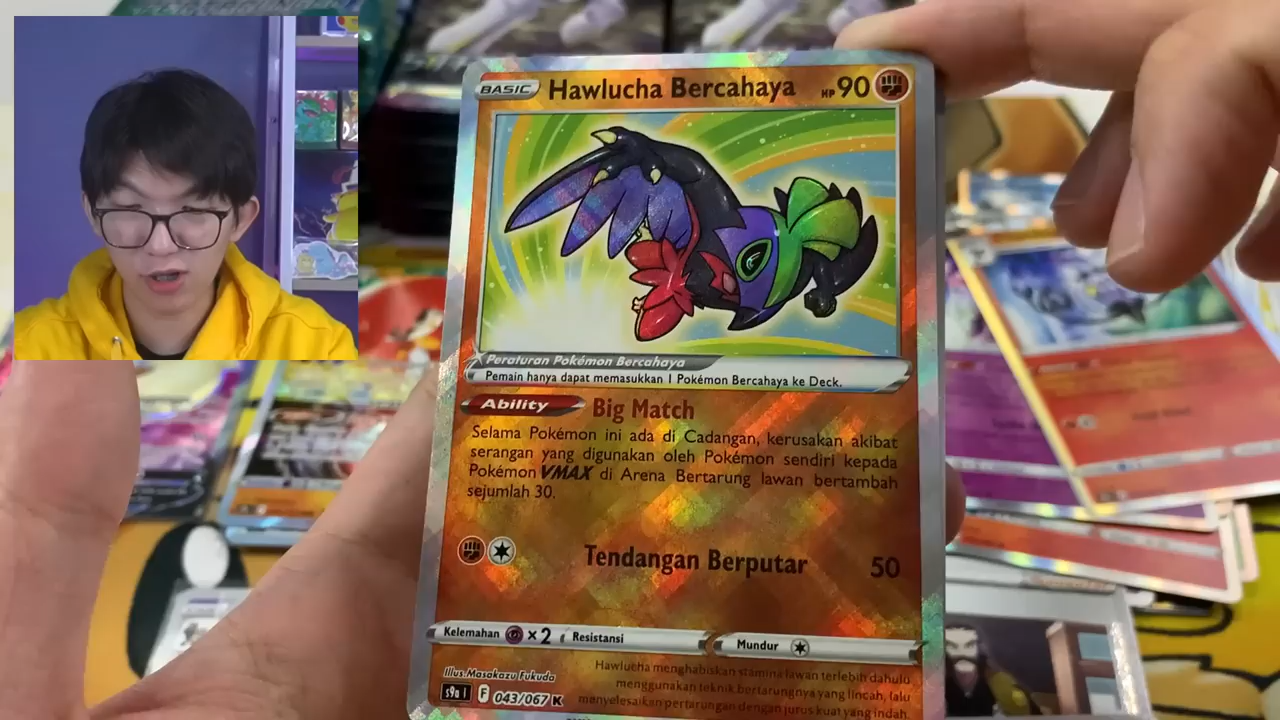 BASIC Hawlucha Bercahaya HP 90
Peraturan Pokémon Bercahaya
Pemain hanya dapat memasukkan 1 Pokémon Bercahaya ke Deck.
Ability Big Match
Selama Pokémon ini ada di Cadangan, kerusakan akibat
serangan yang digunakan oleh Pokémon sendiri kepada
Pokémon VMAX di Arena Bertarung lawan bertambah
sejumlah 30.
Tendangan Berputar 50
Kelemahan ×2 Resistansi Mundur
Illus. Masakazu Fukuda
Hawlucha menghabiskan stamina lawan terlebih dahulu
menggunakan teknik bertarungnya yang lincah, lalu
menyelesaikan pertarungan dengan jurus kuat yang indah.
s9a I F 043/067 K